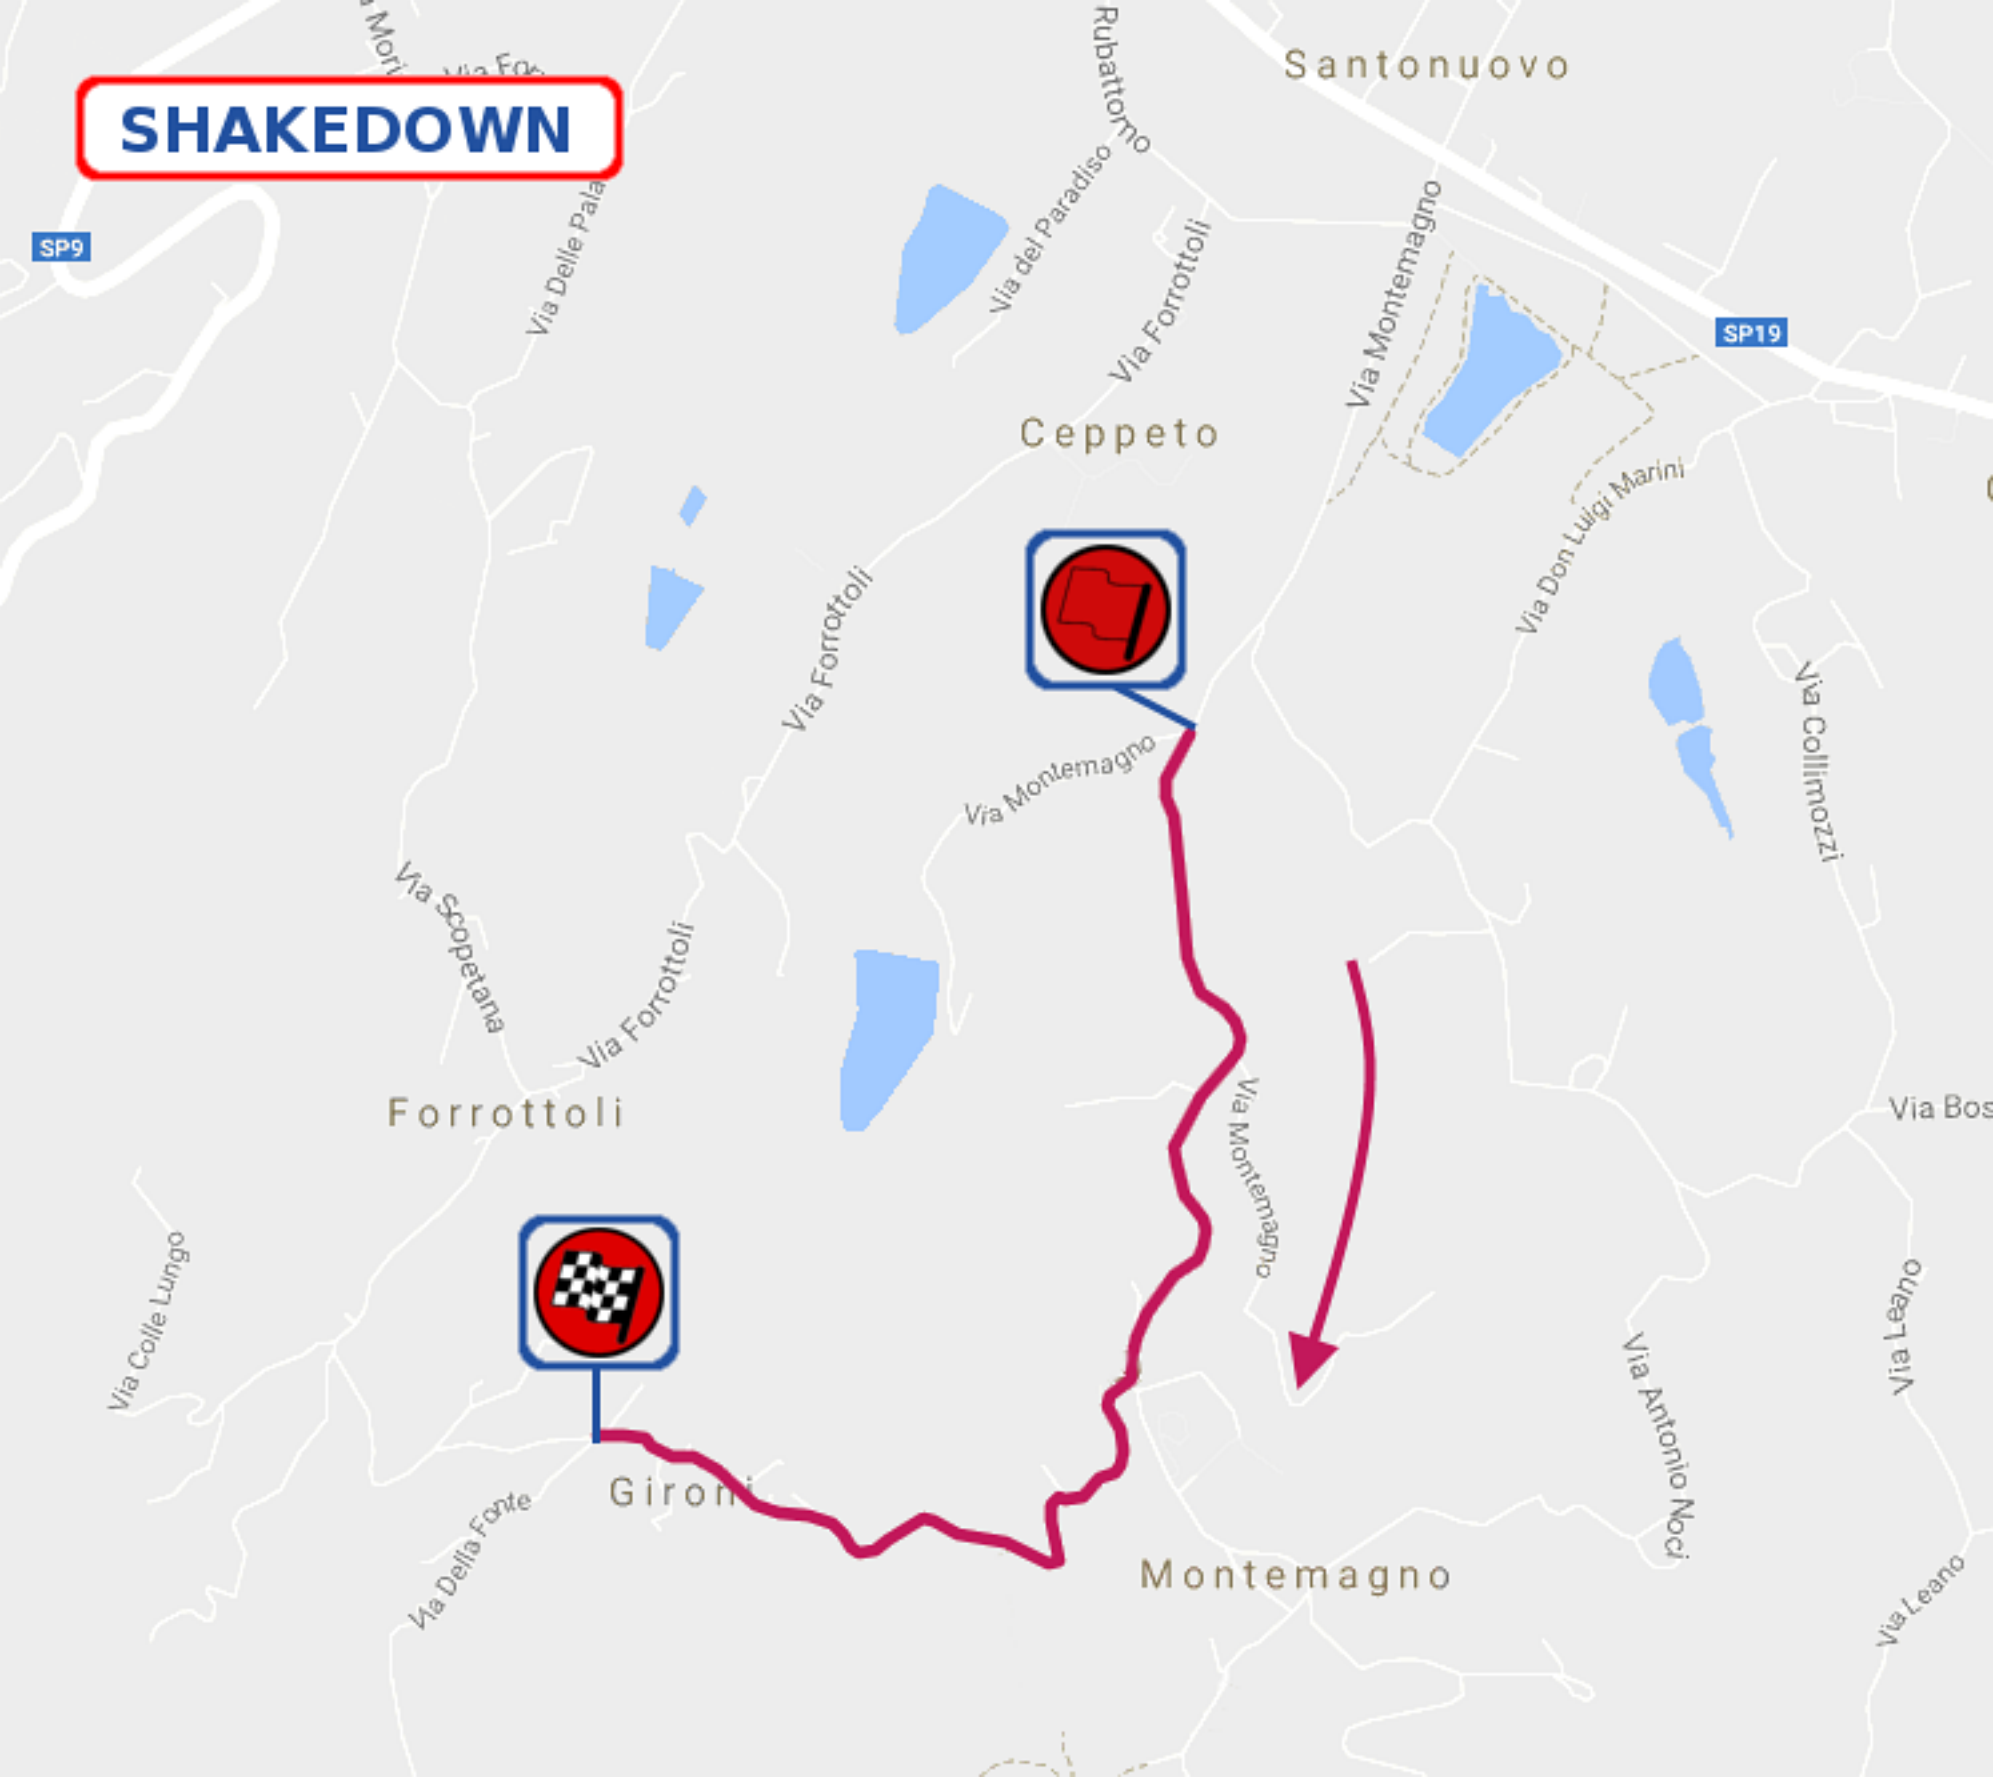 Via For
Santonuovo
Rubattorno
SHAKEDOWN
Via del Paradiso
Via Delle Pala
Via Montemagno
SP9
Via Forrottoli
SP19
Ceppeto
Via Don Luigi Marini
Via Forrottoli
Via Montemagno
Via Collimozzi
Via Scopetana
Via Forrottoli
Forrottoli
Via Bos
Via Montemagno
Via Colle Lungo
Via Leano
Via Antonio Noci
Gironi
Via Della Fonte
Montemagno
Via Leano